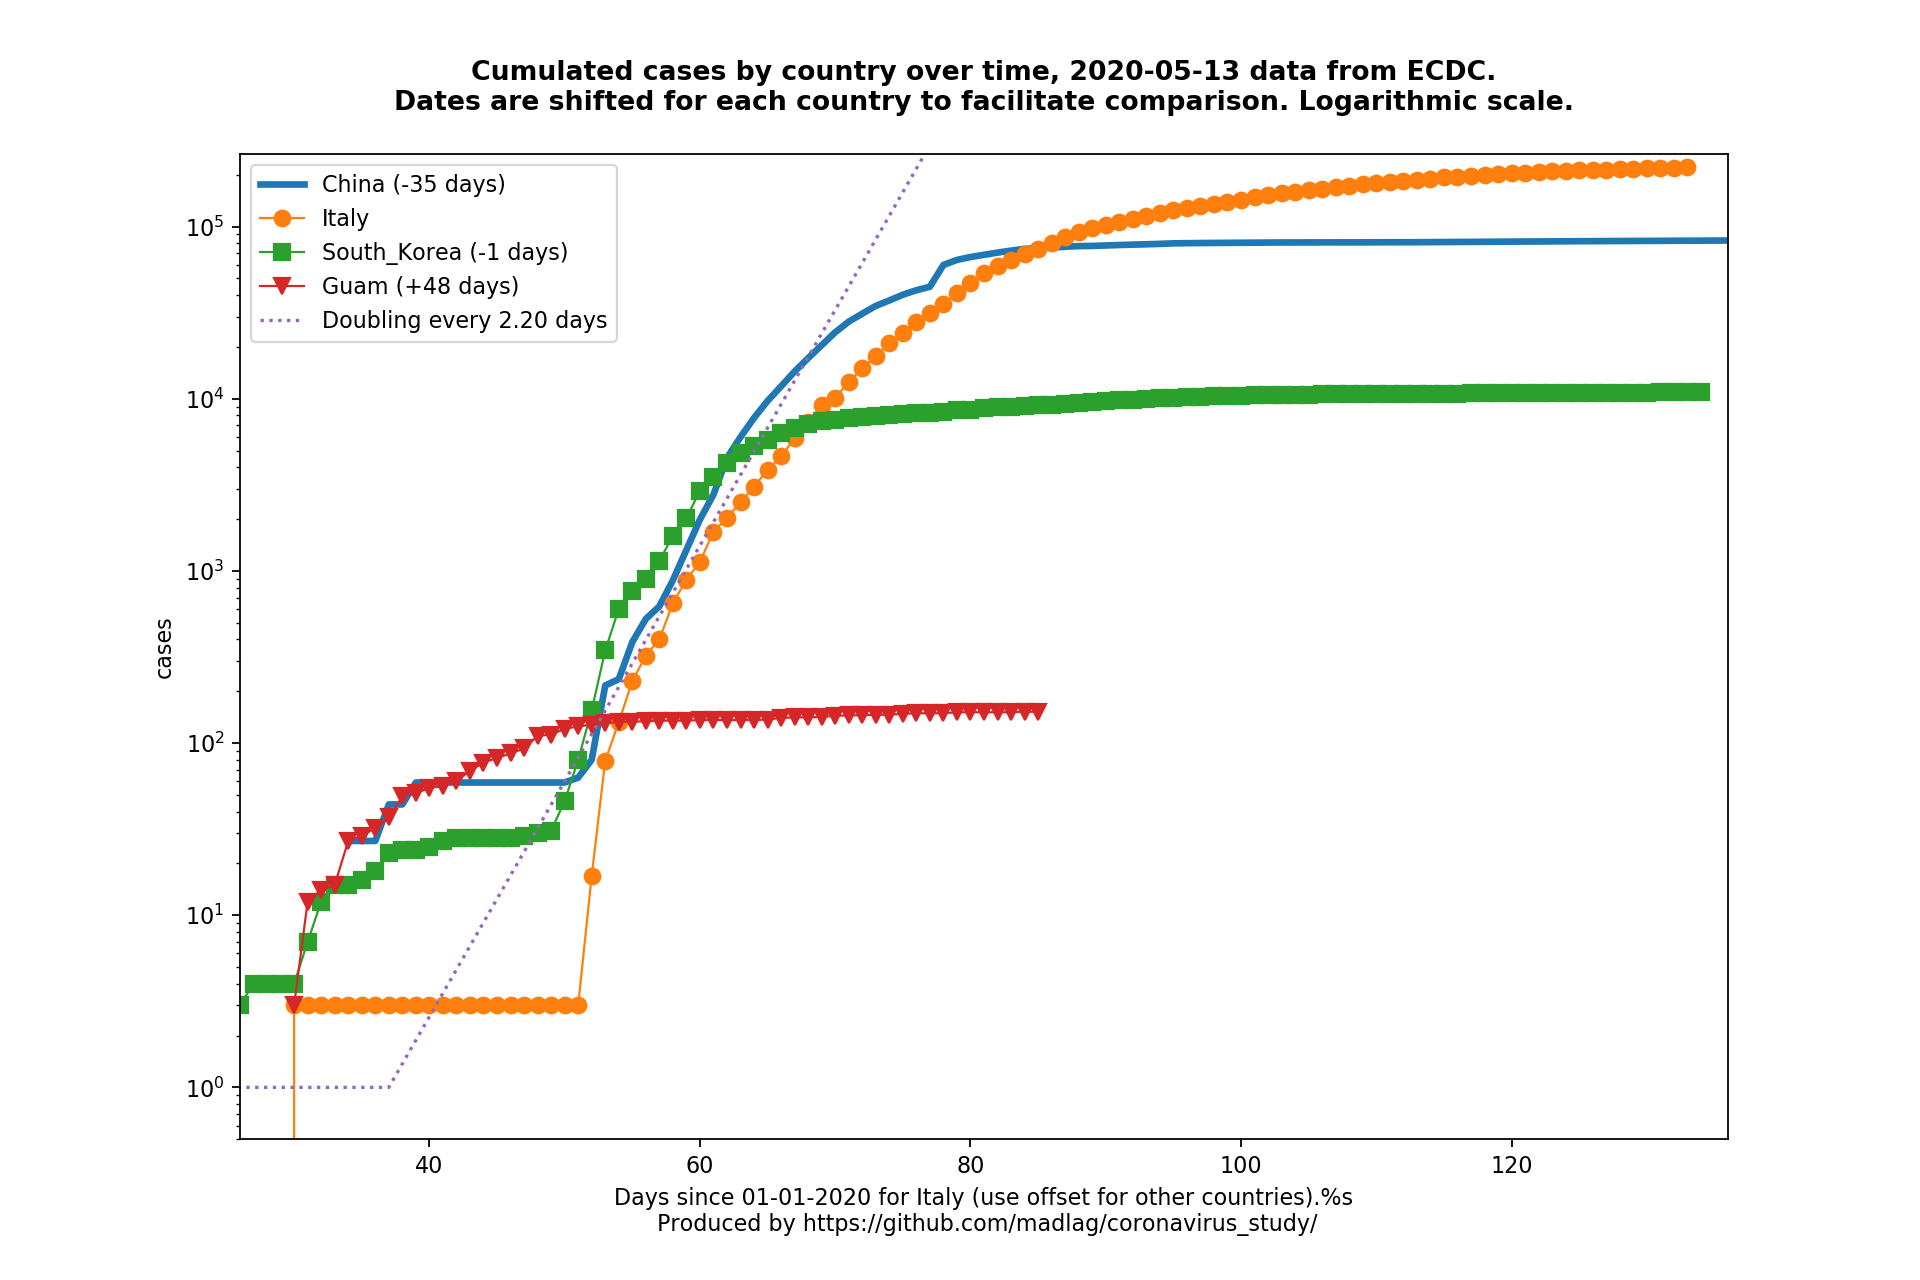 Cumulated cases by country over time, 2020-05-13 data from ECDC.
Dates are shifted for each country to facilitate comparison. Logarithmic scale.
China (-35 days)
Italy
South_Korea (-1 days)
Guam (+48 days)
Doubling every 2.20 days
10^5
10^4
10^3
10^2
10^1
10^0
cases
40 60 80 100 120
Days since 01-01-2020 for Italy (use offset for other countries).%s
Produced by https://github.com/madlag/coronavirus_study/